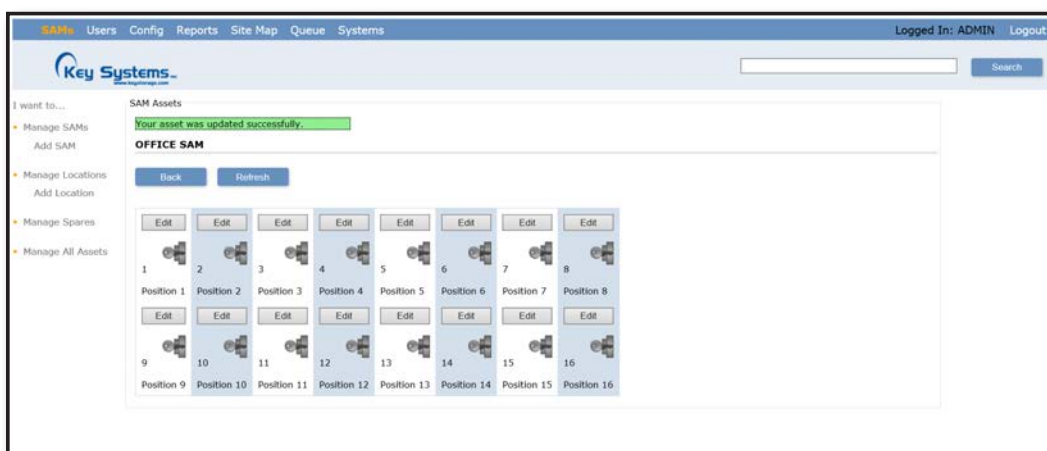 SAMs Users Config Reports Site Map Queue Systems Logged In: ADMIN Logout
Key Systems
www.keystorage.com
Search
I want to...
SAM Assets
Manage SAMs
Your asset was updated successfully.
Add SAM
OFFICE SAM
Manage Locations
Back Refresh
Add Location
Manage Spares
Edit Edit Edit Edit Edit Edit Edit Edit
Manage All Assets
1 2 3 4 5 6 7 8
Position 1 Position 2 Position 3 Position 4 Position 5 Position 6 Position 7 Position 8
Edit Edit Edit Edit Edit Edit Edit Edit
9 10 11 12 13 14 15 16
Position 9 Position 10 Position 11 Position 12 Position 13 Position 14 Position 15 Position 16